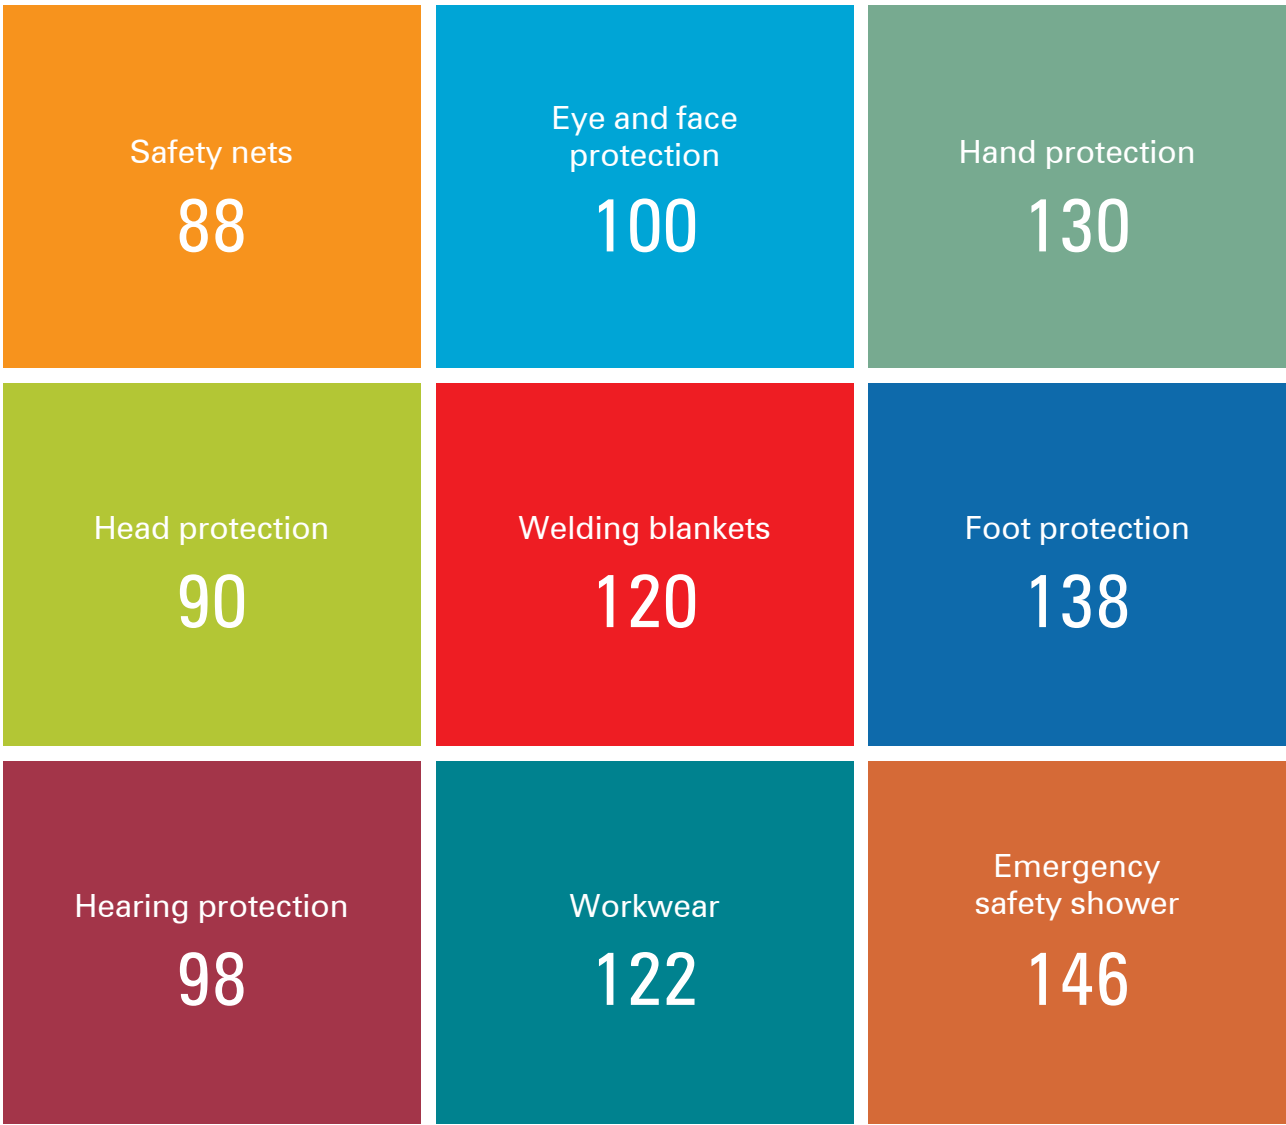 Safety nets
88
Eye and face
protection
100
Hand protection
130
Head protection
90
Welding blankets
120
Foot protection
138
Hearing protection
98
Workwear
122
Emergency
safety shower
146